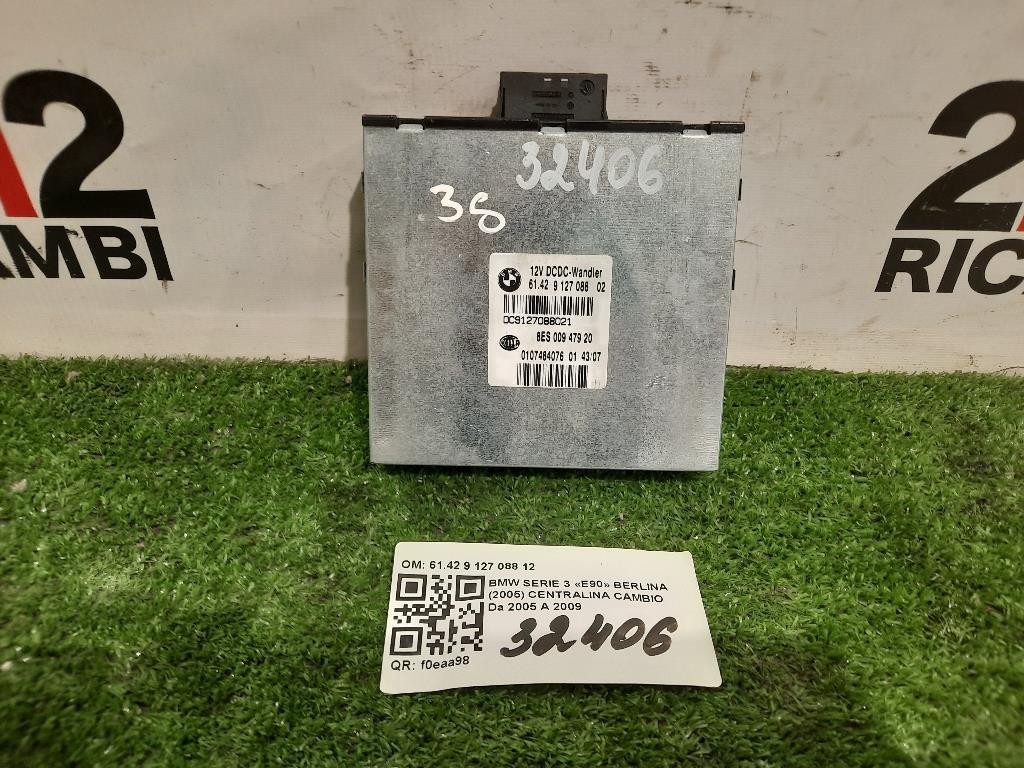 A2
AMBI
2
RIC
32406
38
12V DCDC-Wandler
61.42 9 127 088 02
DC9127088021
8ES 009 479 20
0107484076 01 43/07
OM: 61.42 9 127 088 12
BMW SERIE 3 «E90» BERLINA
(2005) CENTRALINA CAMBIO
Da 2005 A 2009
32406
QR: f0eaa98